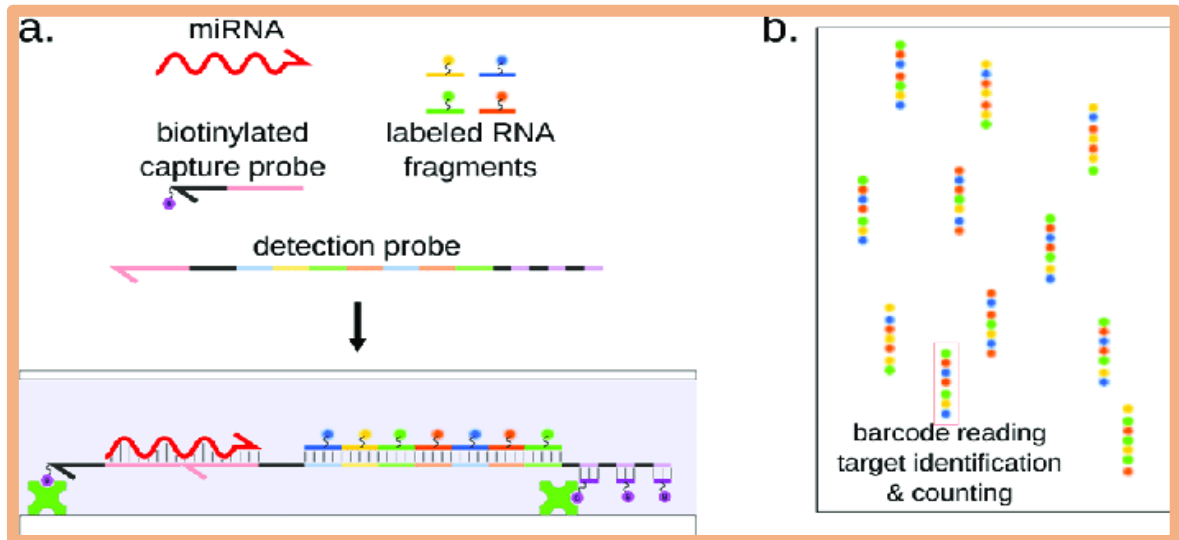 a.
miRNA
biotinylated
capture probe
labeled RNA
fragments
detection probe
b.
barcode reading
target identification
& counting